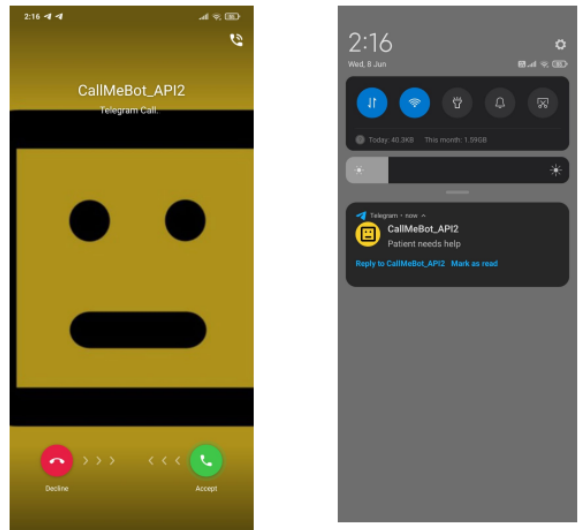 2:16
CallMeBot_API2
Telegram Call.
Decline
Accept
2:16
Wed, 8 Jun
Today: 40.3KB This month: 1.59GB
Telegram • now
CallMeBot_API2
Patient needs help
Reply to CallMeBot_API2 Mark as read